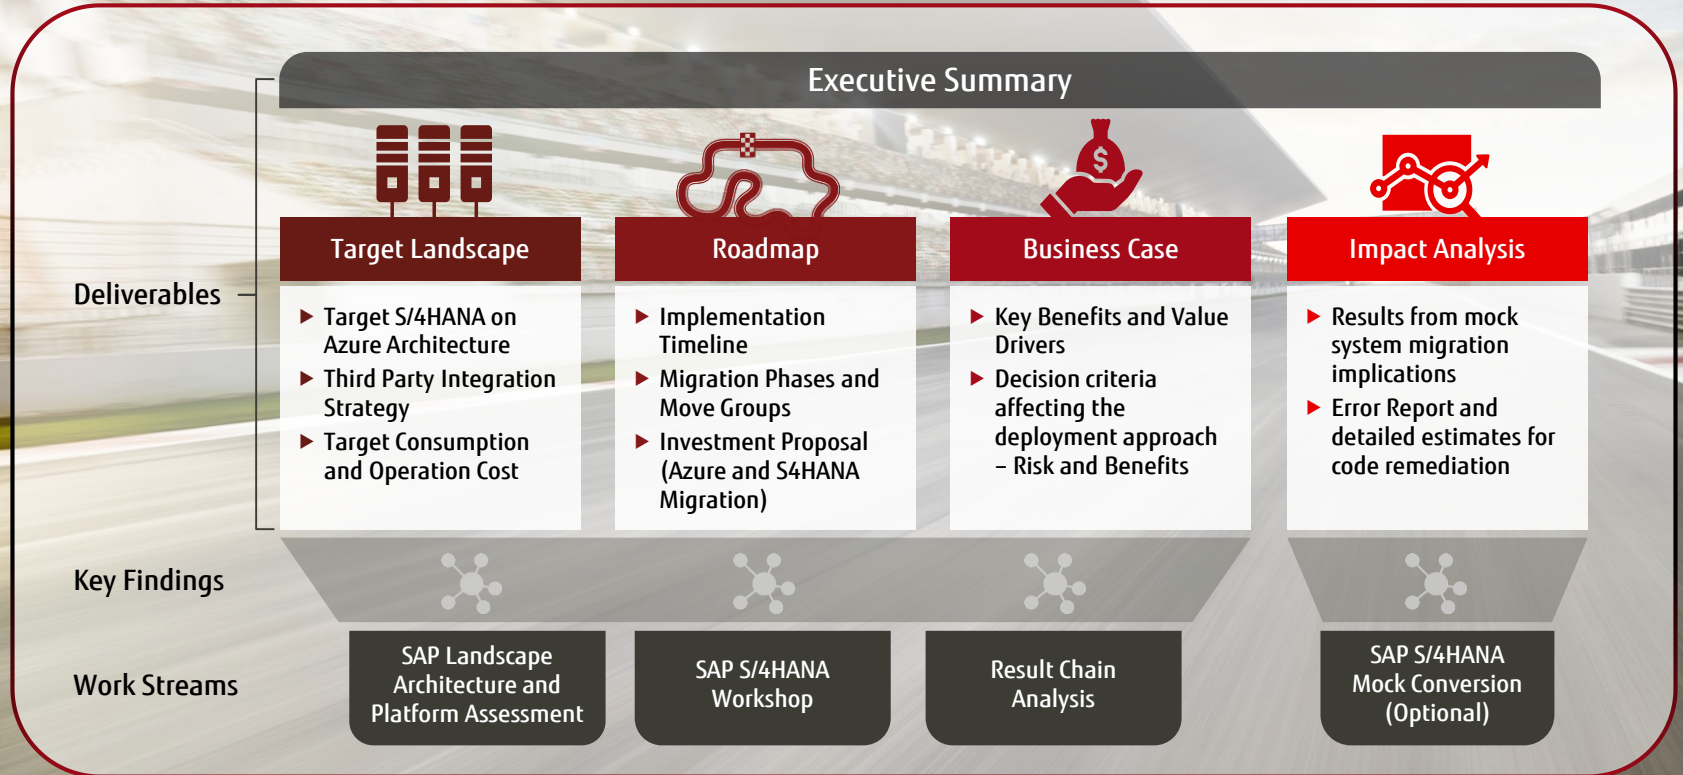 Executive Summary
Deliverables
Target Landscape
Target S/4HANA on
Azure Architecture
Third Party Integration
Strategy
Target Consumption
and Operation Cost
Roadmap
Implementation
Timeline
Migration Phases and
Move Groups
Investment Proposal
(Azure and S4HANA
Migration)
$
Business Case
Key Benefits and Value
Drivers
Decision criteria
affecting the
deployment approach
– Risk and Benefits
Impact Analysis
Results from mock
system migration
implications
Error Report and
detailed estimates for
code remediation
Key Findings
Work Streams
SAP Landscape
Architecture and
Platform Assessment
SAP S/4HANA
Workshop
Result Chain
Analysis
SAP S/4HANA
Mock Conversion
(Optional)